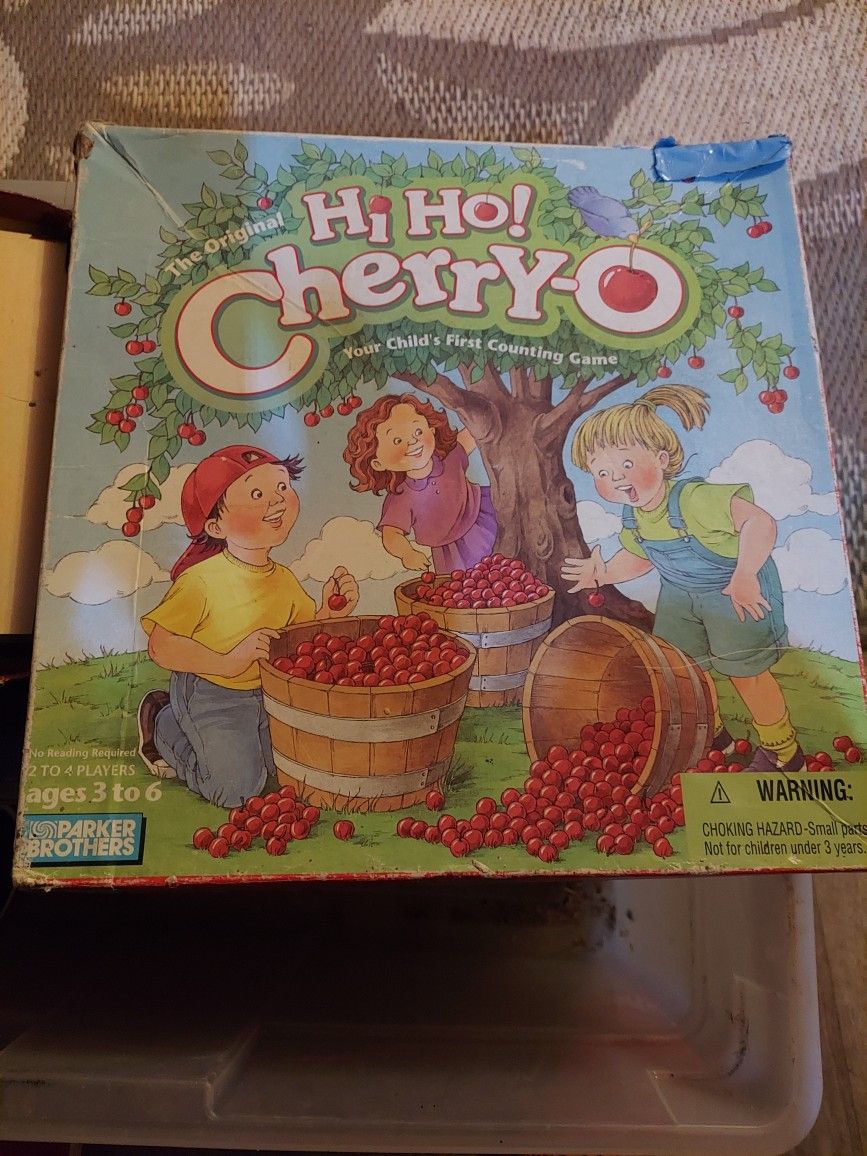 The Original
Hi Ho!
Cherry-O
Your Child's First Counting Game
No Reading Required
2 TO 4 PLAYERS
ages 3 to 6
PARKER
BROTHERS
⚠ WARNING:
CHOKING HAZARD-Small parts
Not for children under 3 years.